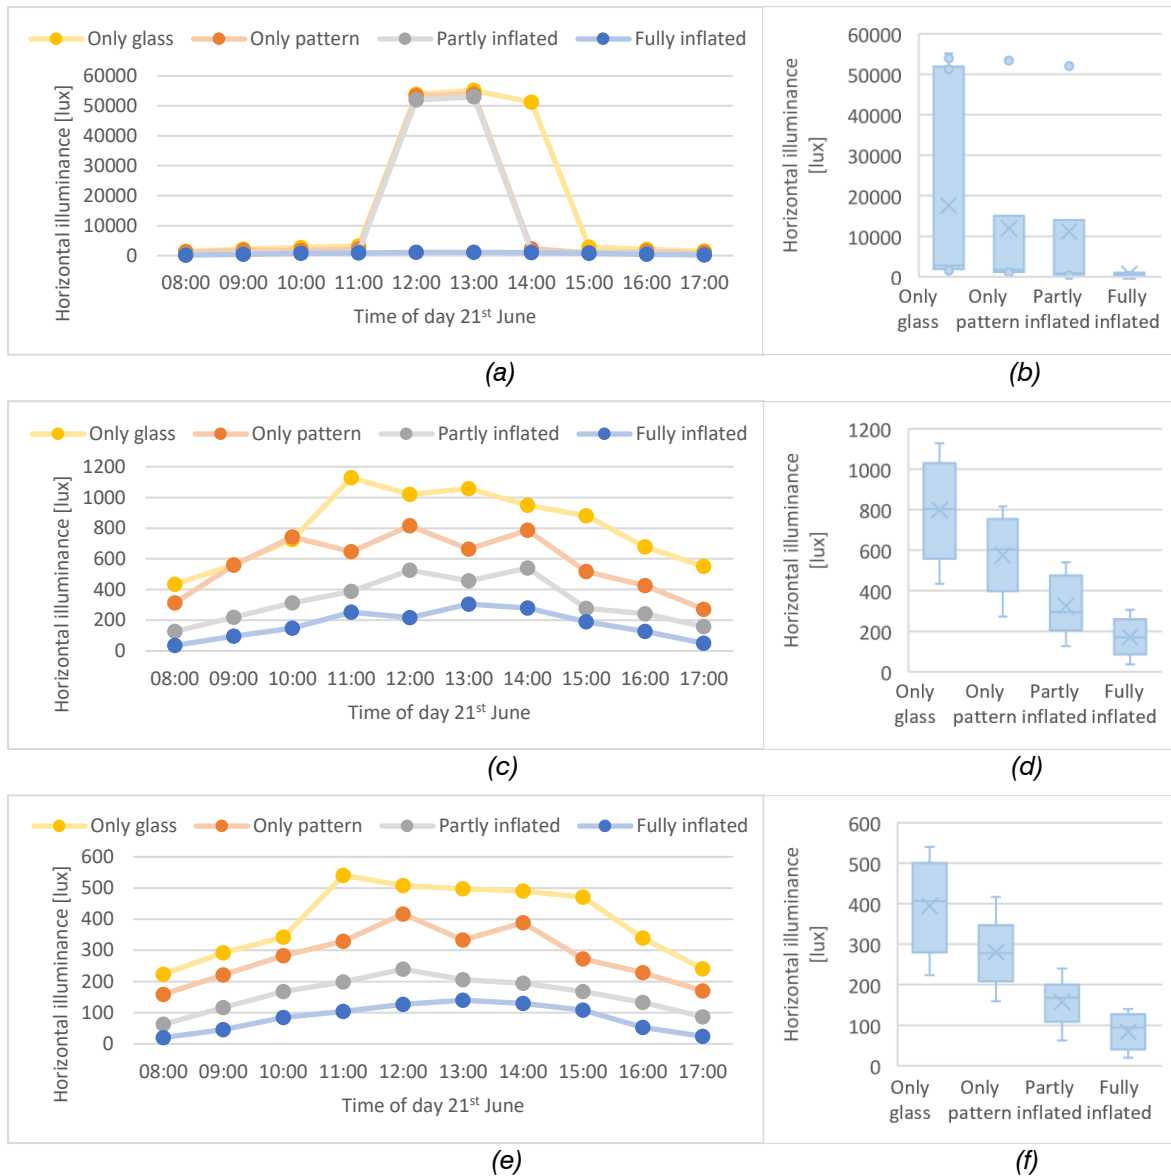 Only glass Only pattern Partly inflated Fully inflated
Horizontal illuminance [lux]
60000
50000
40000
30000
20000
10000
0
08:00 09:00 10:00 11:00 12:00 13:00 14:00 15:00 16:00 17:00
Time of day 21st June
(a)
Horizontal illuminance
[lux]
60000
50000
40000
30000
20000
10000
0
Only Only Partly Fully
glass pattern inflated inflated
(b)
Only glass Only pattern Partly inflated Fully inflated
Horizontal illuminance [lux]
1200
1000
800
600
400
200
0
08:00 09:00 10:00 11:00 12:00 13:00 14:00 15:00 16:00 17:00
Time of day 21st June
(c)
Horizontal illuminance
[lux]
1200
1000
800
600
400
200
0
Only Only Partly Fully
glass pattern inflated inflated
(d)
Only glass Only pattern Partly inflated Fully inflated
Horizontal illuminance [lux]
600
500
400
300
200
100
0
08:00 09:00 10:00 11:00 12:00 13:00 14:00 15:00 16:00 17:00
Time of day 21st June
(e)
Horizontal illuminance
[lux]
600
500
400
300
200
100
0
Only Only Partly Fully
glass pattern inflated inflated
(f)